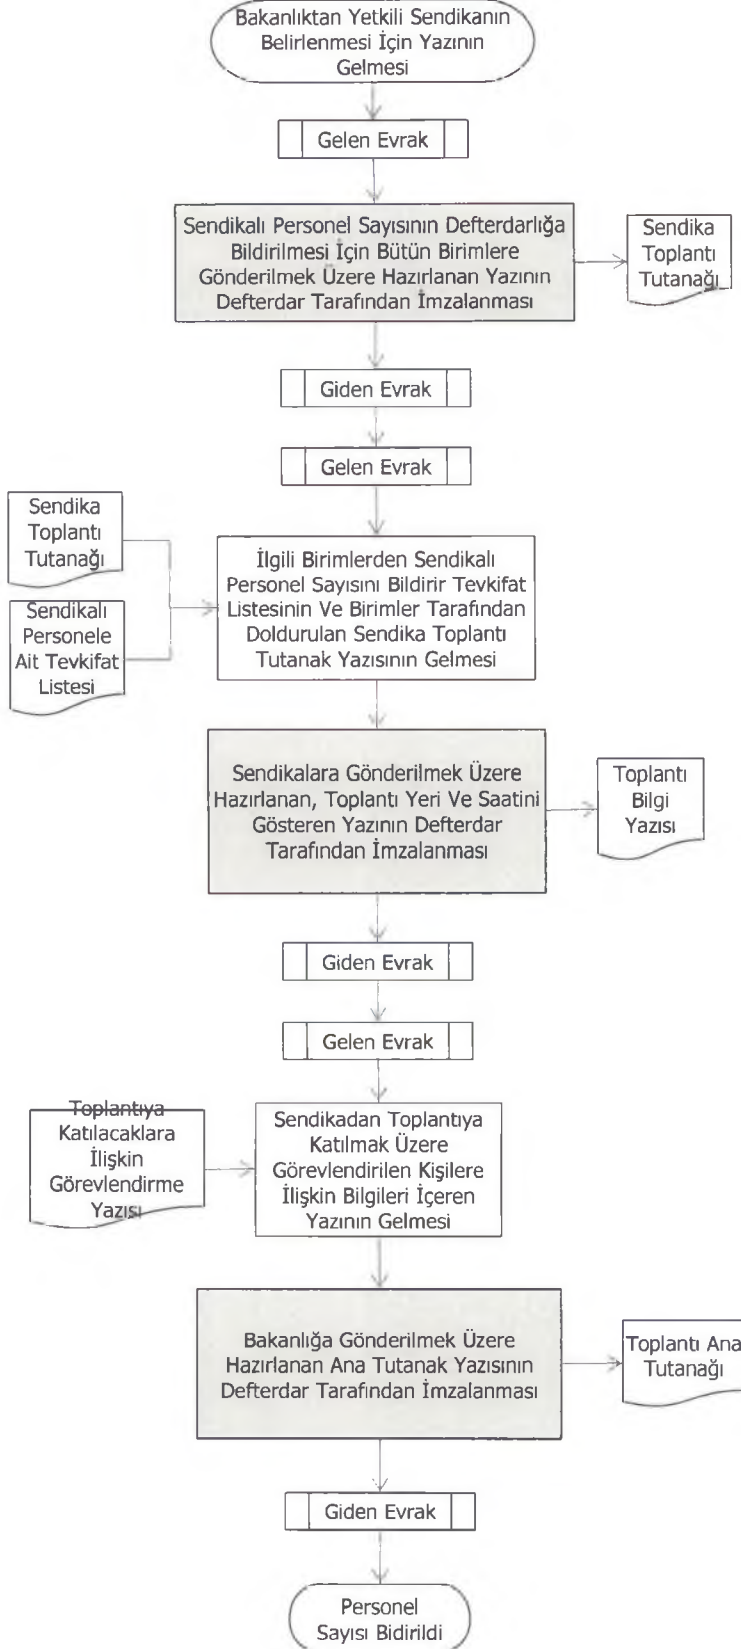 Bakanlıktan Yetkili Sendikanın
Belirlenmesi İçin Yazının
Gelmesi
Gelen Evrak
Sendikalı Personel Sayısının Defterdarlığa
Bildirilmesi İçin Bütün Birimlere
Gönderilmek Üzere Hazırlanan Yazının
Defterdar Tarafından İmzalanması
Sendika
Toplantı
Tutanağı
Giden Evrak
Gelen Evrak
Sendika
Toplantı
Tutanağı
Sendikalı
Personele
Ait Tevkifat
Listesi
İlgili Birimlerden Sendikalı
Personel Sayısını Bildirir Tevkifat
Listesinin Ve Birimler Tarafından
Doldurulan Sendika Toplantı
Tutanak Yazısının Gelmesi
Sendikalara Gönderilmek Üzere
Hazırlanan, Toplantı Yeri Ve Saatini
Gösteren Yazının Defterdar
Tarafından İmzalanması
Toplantı
Bilgi
Yazısı
Giden Evrak
Gelen Evrak
Toplantıya
Katılacaklara
İlişkin
Görevlendirme
Yazısı
Sendikadan Toplantıya
Katılmak Üzere
Görevlendirilen Kişilere
İlişkin Bilgileri İçeren
Yazının Gelmesi
Bakanlığa Gönderilmek Üzere
Hazırlanan Ana Tutanak Yazısının
Defterdar Tarafından İmzalanması
Toplantı Ana
Tutanağı
Giden Evrak
Personel
Sayısı Bidirildi